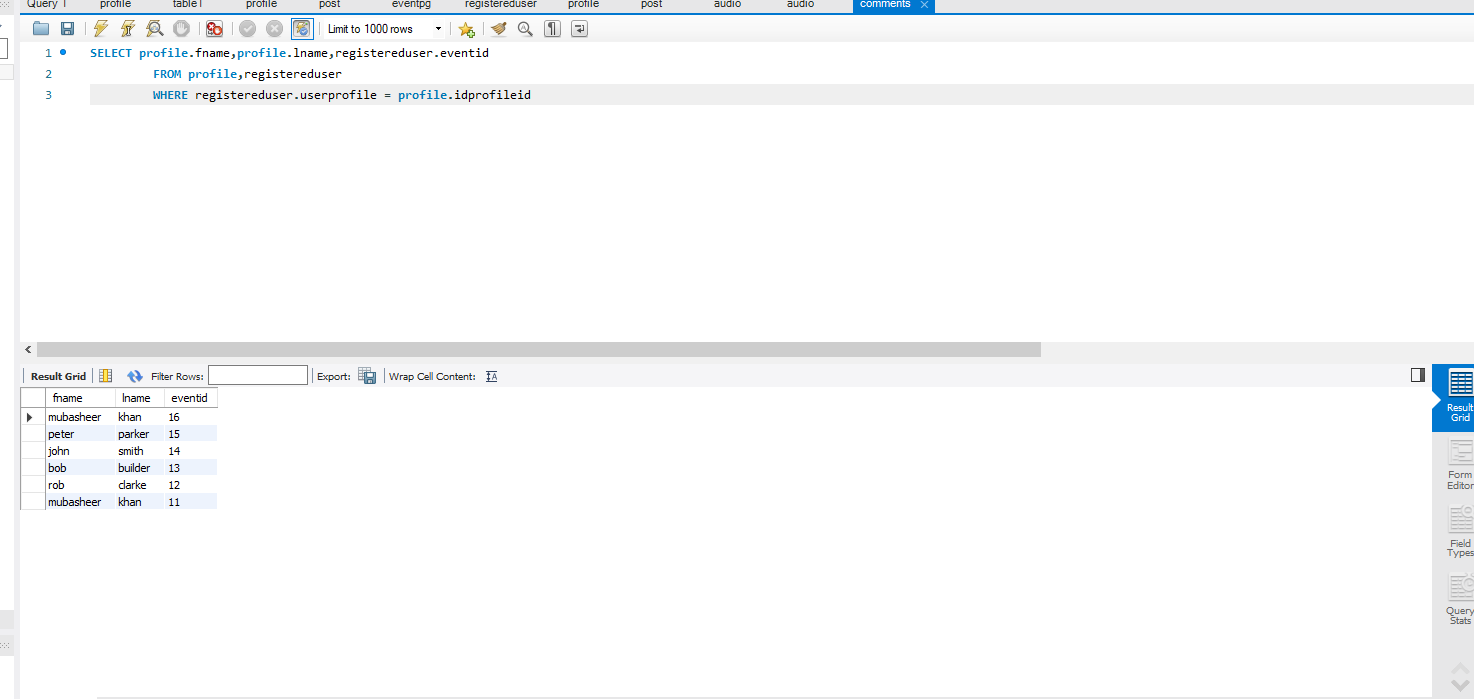 Query 1 profile table1 profile post eventpg registereduser profile post audio audio comments
Limit to 1000 rows
1 SELECT profile.fname,profile.lname,registereduser.eventid
2 FROM profile,registereduser
3 WHERE registereduser.userprofile = profile.idprofileid
Result Grid Filter Rows: Export: Wrap Cell Content:
fname lname eventid
mubasheer khan 16
peter parker 15
john smith 14
bob builder 13
rob clarke 12
mubasheer khan 11
Result
Grid
Form
Editor
Field
Types
Query
Stats